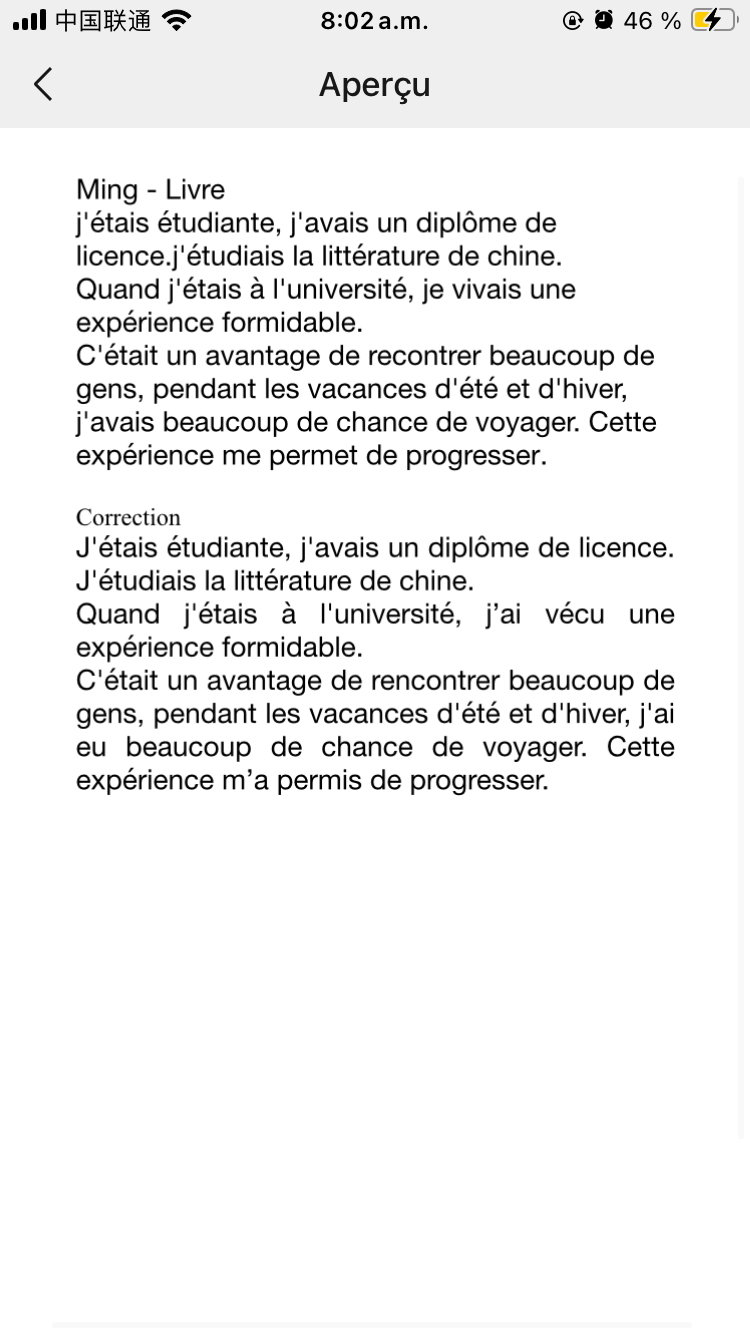 中国联通
8:02 a.m.
46 %
Aperçu
Ming - Livre
j'étais étudiante, j'avais un diplôme de
licence.j'étudiais la littérature de chine.
Quand j'étais à l'université, je vivais une
expérience formidable.
C'était un avantage de recontrer beaucoup de
gens, pendant les vacances d'été et d'hiver,
j'avais beaucoup de chance de voyager. Cette
expérience me permet de progresser.
Correction
J'étais étudiante, j'avais un diplôme de licence.
J'étudiais la littérature de chine.
Quand j'étais à l'université, j’ai vécu une
expérience formidable.
C'était un avantage de rencontrer beaucoup de
gens, pendant les vacances d'été et d'hiver, j'ai
eu beaucoup de chance de voyager. Cette
expérience m’a permis de progresser.